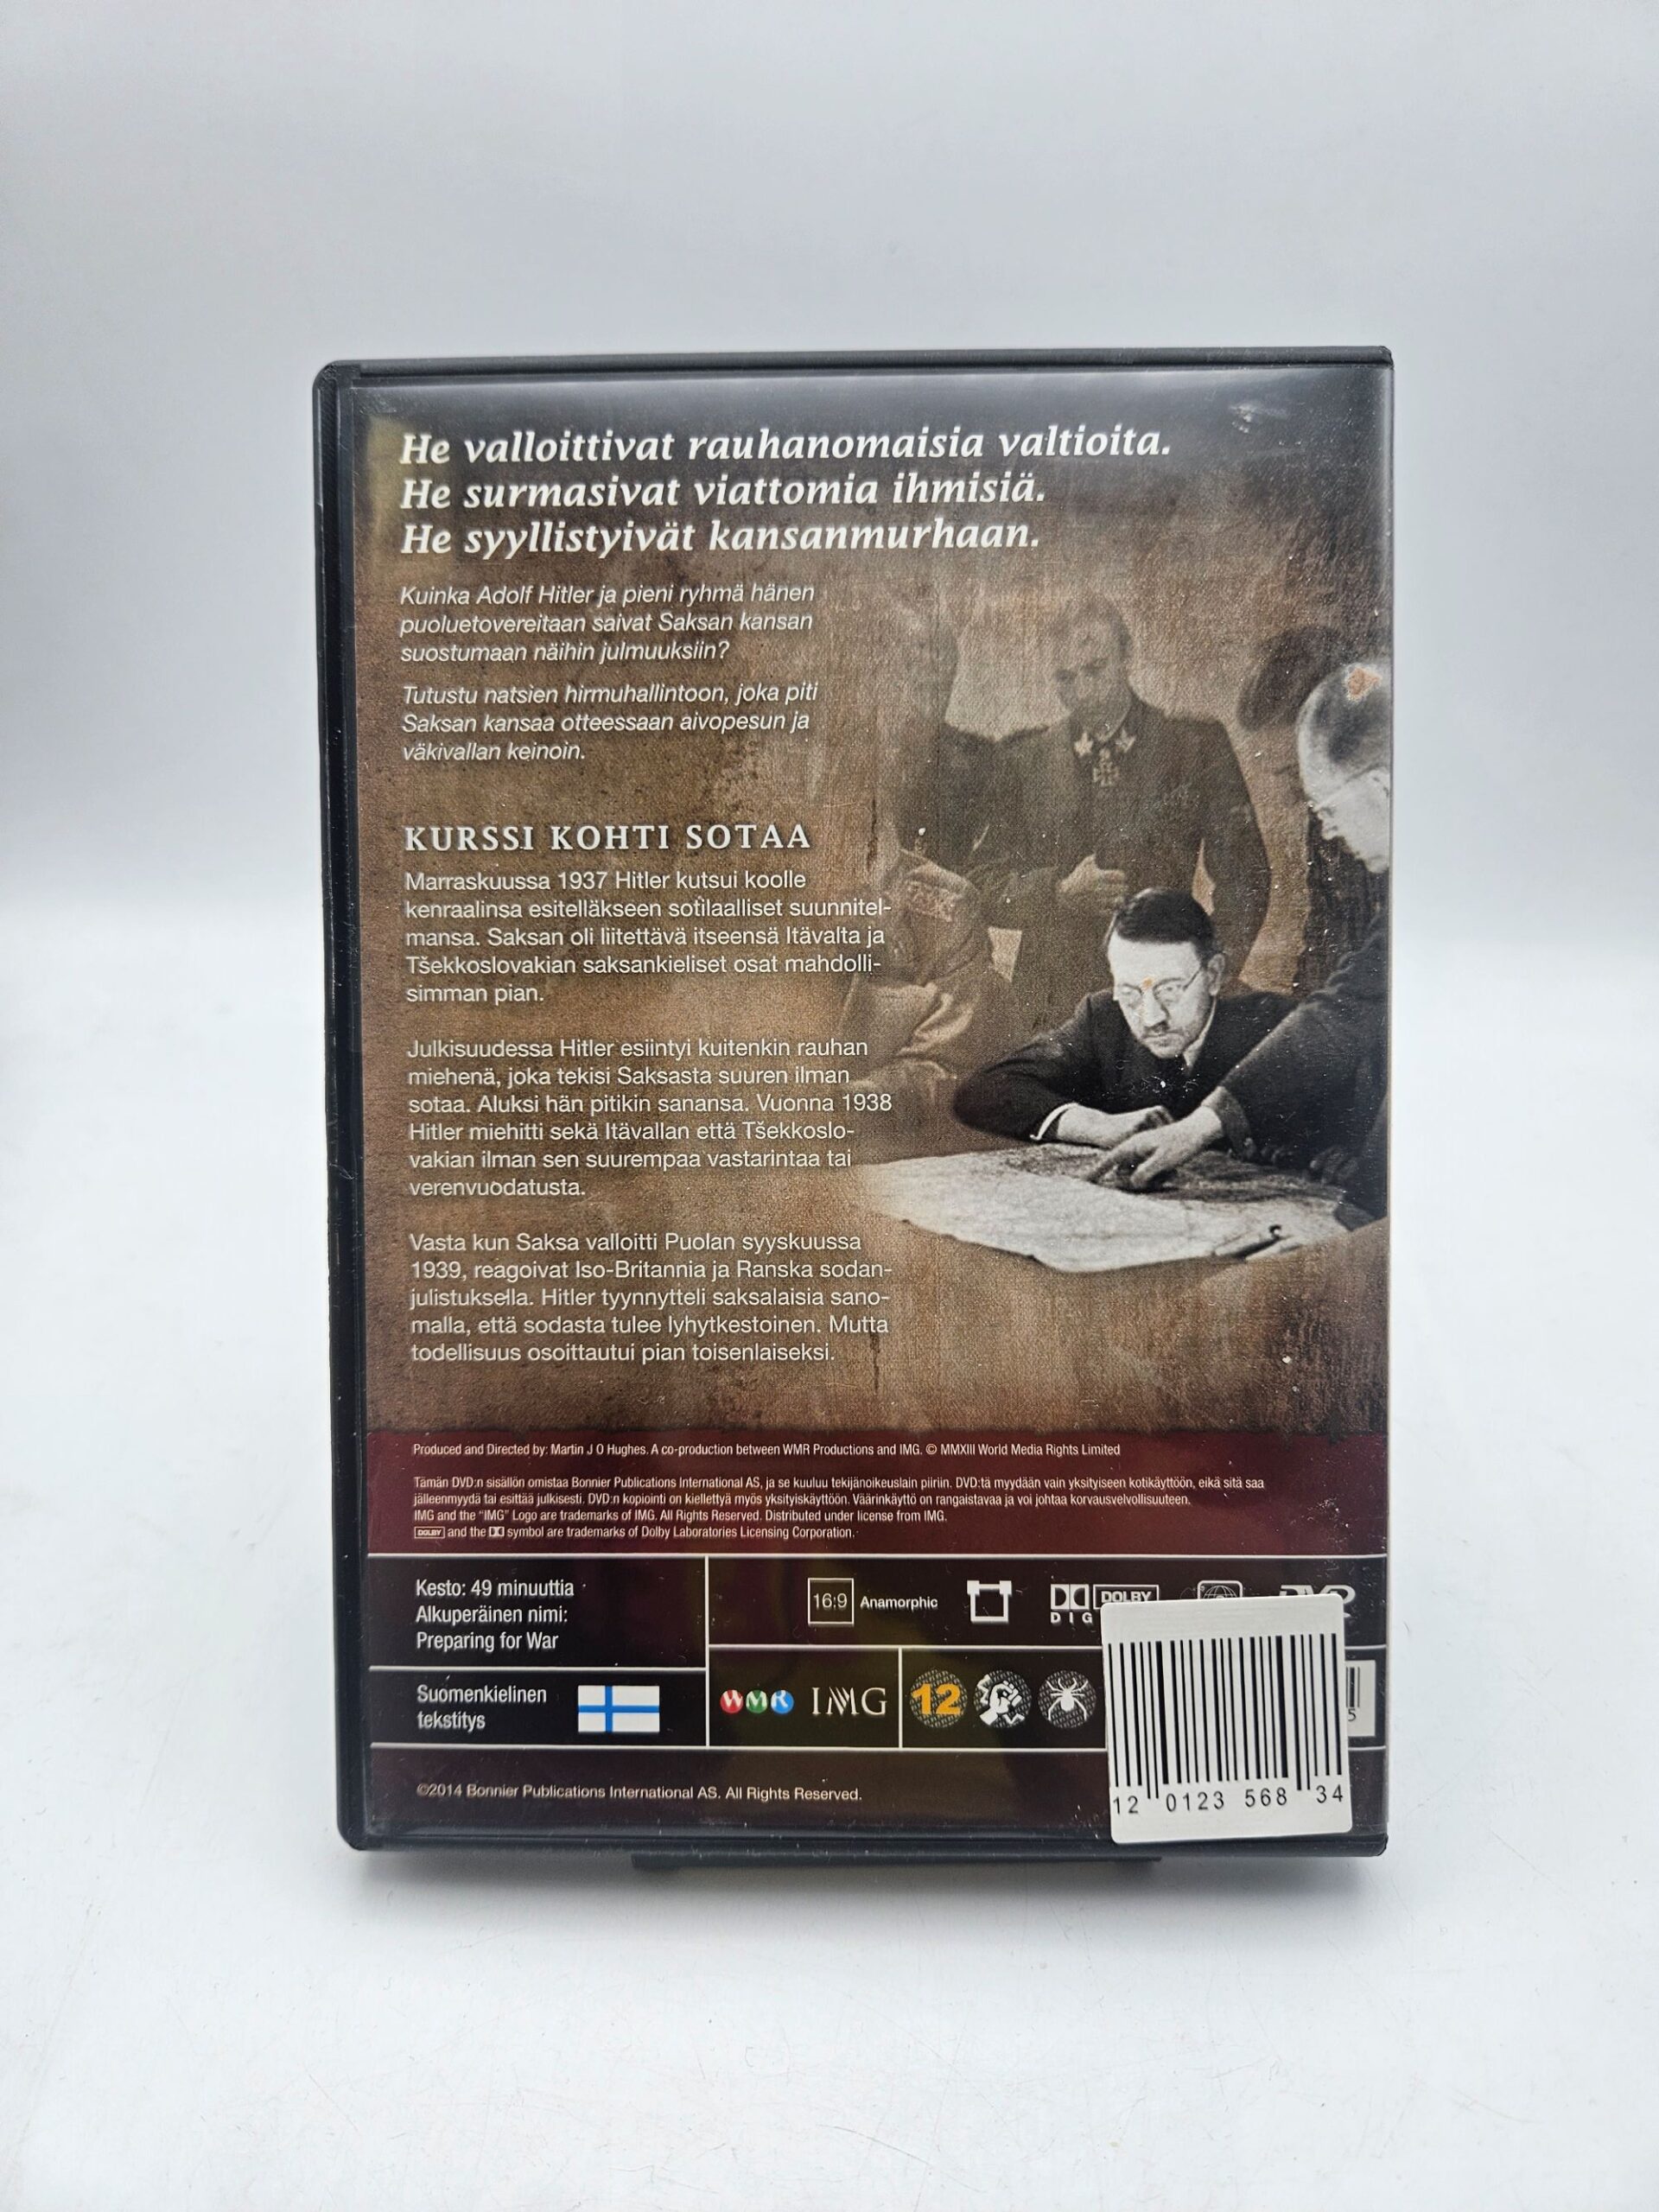 He valloittivat rauhanomaisia valtioita.
He surmasivat viattomia ihmisiä.
He syyllistyivät kansanmurhaan.
Kuinka Adolf Hitler ja pieni ryhmä hänen
puoluetovereitaan saivat Saksan kansan
suostumaan näihin julmuuksiin?
Tutustu natsien hirmuhallintoon, joka piti
Saksan kansaa otteessaan aivopesun ja
väkivallan keinoin.
KURSSI KOHTI SOTAA
Marraskuussa 1937 Hitler kutsui koolle
kenraalinsa esitelläkseen sotilaalliset suunnitel-
mansa. Saksan oli liitettävä itseensä Itävalta ja
Tšekkoslovakian saksankieliset osat mahdolli-
simman pian.
Julkisuudessa Hitler esiintyi kuitenkin rauhan
miehenä, joka tekisi Saksasta suuren ilman
sotaa. Aluksi hän pitikin sanansa. Vuonna 1938
Hitler miehitti sekä Itävallan että Tšekkoslo-
vakian ilman sen suurempaa vastarintaa tai
verenvuodatusta.
Vasta kun Saksa valloitti Puolan syyskuussa
1939, reagoivat Iso-Britannia ja Ranska sodan-
julistuksella. Hitler tyynnytteli saksalaisia sano-
malla, että sodasta tulee lyhytkestoinen. Mutta
todellisuus osoittautui pian toisenlaiseksi.
Produced and Directed by: Martin J O Hughes. A co-production between WMR Productions and IMG. © MMXIII World Media Rights Limited
Tämän DVD:n sisällön omistaa Bonnier Publications International AS, ja se kuuluu tekijänoikeuslain piiriin. DVD:tä myydään vain yksityiseen kotikäyttöön, eikä sitä saa
jälleenmyydä tai esittää julkisesti. DVD:n kopiointi on kiellettyä myös yksityiskäyttöön. Väärinkäyttö on rangaistavaa ja voi johtaa korvausvelvollisuuteen.
IMG and the "IMG" Logo are trademarks of IMG. All Rights Reserved. Distributed under license from IMG.
DOLBY and the DD symbol are trademarks of Dolby Laboratories Licensing Corporation.
Kesto: 49 minuuttia
Alkuperäinen nimi:
Preparing for War
16:9 Anamorphic
DOLBY
DIG
DVD
Suomenkielinen
tekstitys
WMR IMG 12
5
12 0123 568 34
©2014 Bonnier Publications International AS. All Rights Reserved.